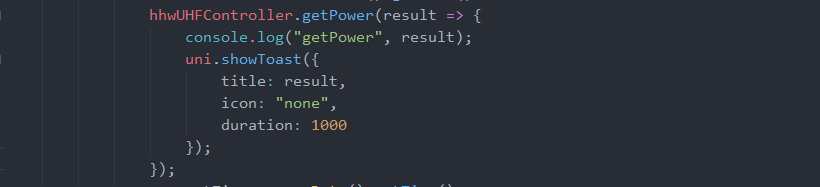 hhwUHFController.getPower(result => {
console.log("getPower", result);
uni.showToast({
title: result,
icon: "none",
duration: 1000
});
});